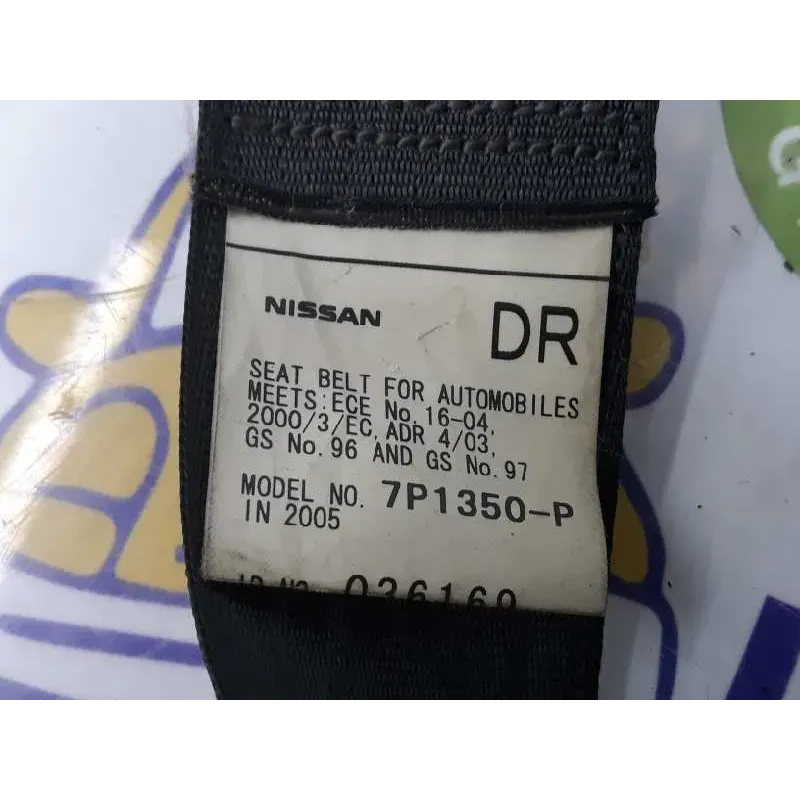 NISSAN DR
SEAT BELT FOR AUTOMOBILES
MEETS:ECE No.16-04,
2000/3/EC,ADR 4/03,
GS No.96 AND GS No.97
MODEL NO. 7P1350-P
IN 2005
036160
G